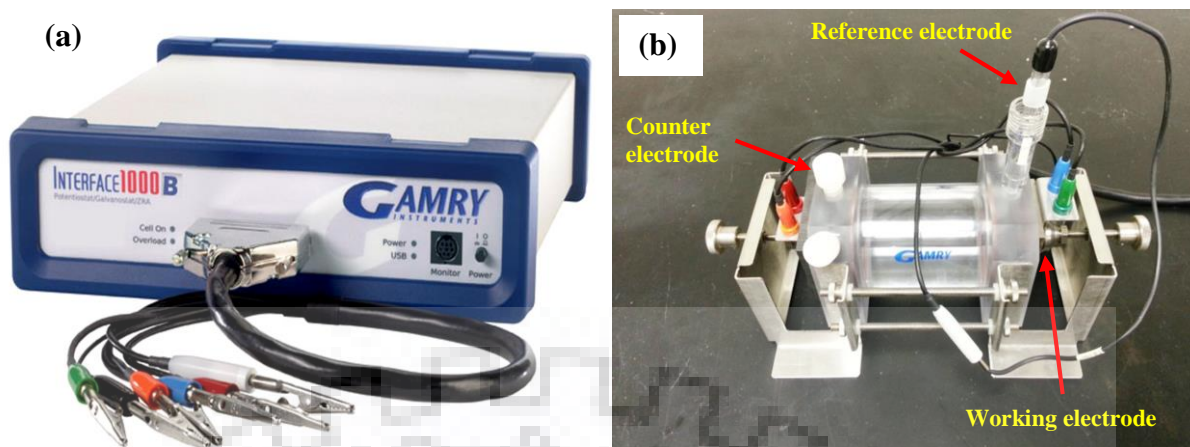 (a)
INTERFACE1000 B
Potentiostat/Galvanostat/ZRA
Cell On
Overload
GAMRY
INSTRUMENTS
Power
USB
Monitor
Power
(b)
Reference electrode
Counter
electrode
GAMRY
Working electrode